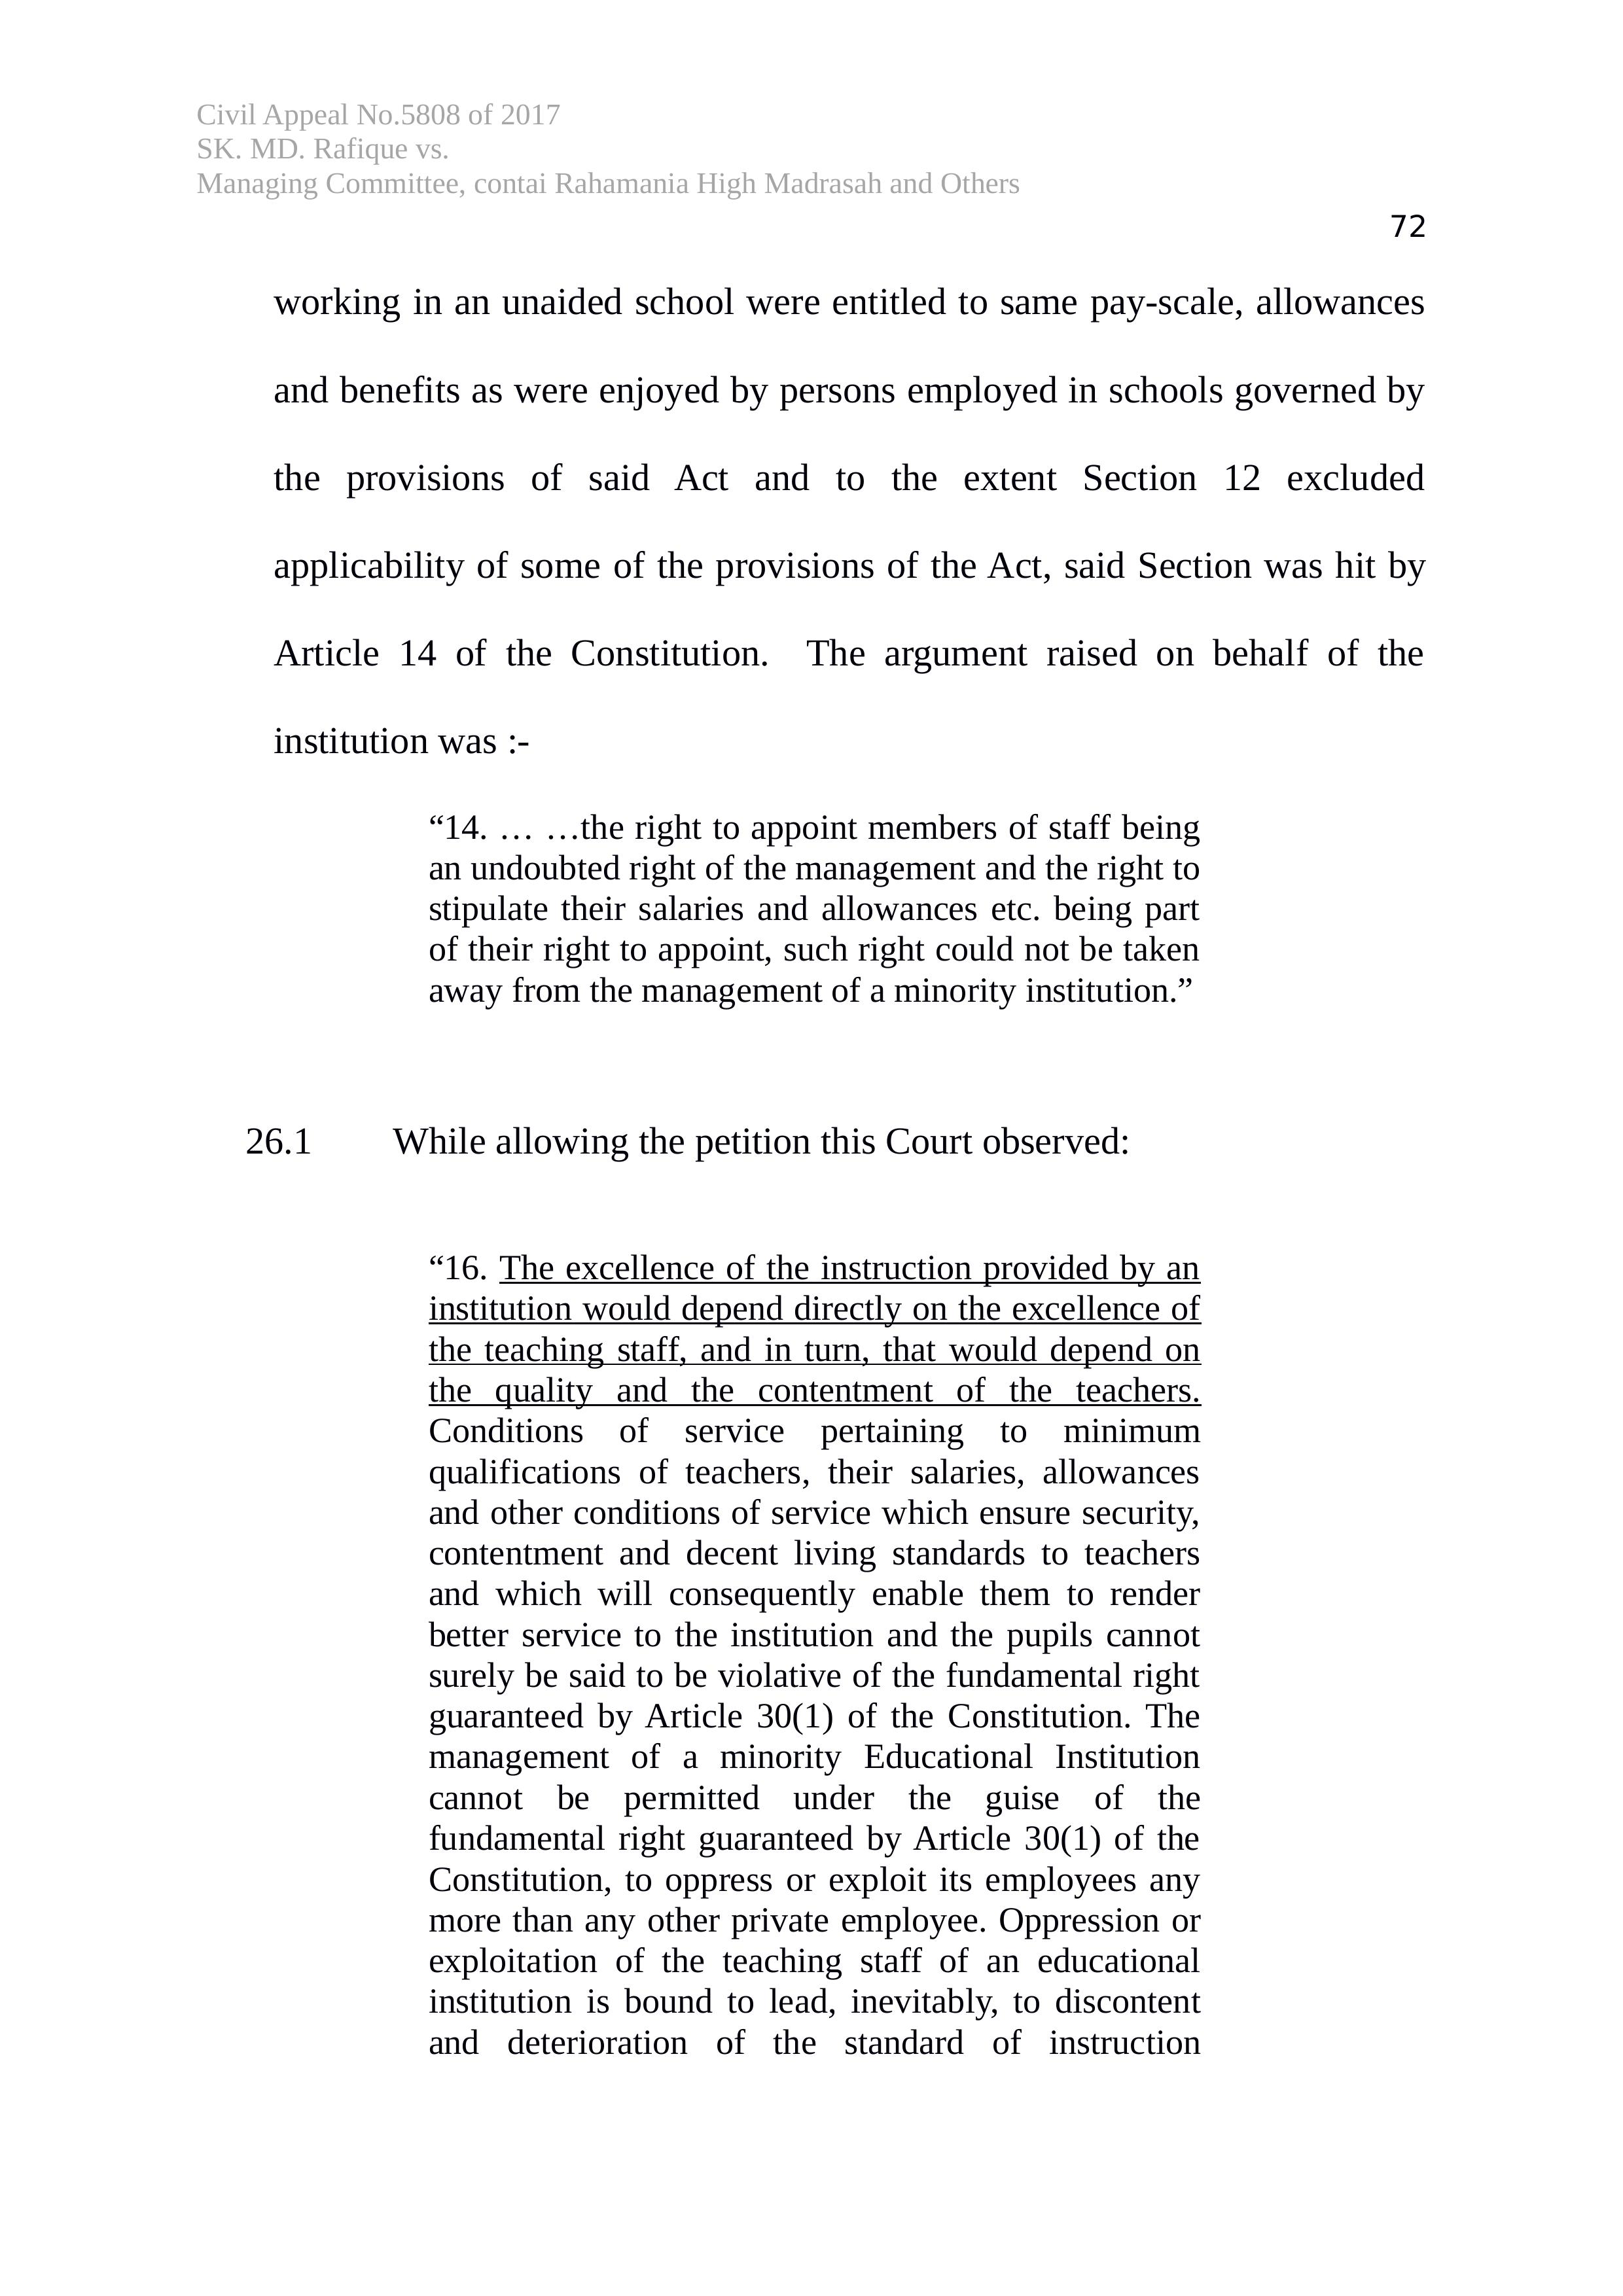 Civil Appeal No.5808 of 2017
SK. MD. Rafique vs.
Managing Committee, contai Rahamania High Madrasah and Others
72
working in an unaided school were entitled to same pay-scale, allowances
and benefits as were enjoyed by persons employed in schools governed by
the provisions of said Act and to the extent Section 12 excluded
applicability of some of the provisions of the Act, said Section was hit by
Article 14 of the Constitution. The argument raised on behalf of the
institution was :-
“14. … …the right to appoint members of staff being
an undoubted right of the management and the right to
stipulate their salaries and allowances etc. being part
of their right to appoint, such right could not be taken
away from the management of a minority institution.”
26.1 While allowing the petition this Court observed:
“16. The excellence of the instruction provided by an
institution would depend directly on the excellence of
the teaching staff, and in turn, that would depend on
the quality and the contentment of the teachers.
Conditions of service pertaining to minimum
qualifications of teachers, their salaries, allowances
and other conditions of service which ensure security,
contentment and decent living standards to teachers
and which will consequently enable them to render
better service to the institution and the pupils cannot
surely be said to be violative of the fundamental right
guaranteed by Article 30(1) of the Constitution. The
management of a minority Educational Institution
cannot be permitted under the guise of the
fundamental right guaranteed by Article 30(1) of the
Constitution, to oppress or exploit its employees any
more than any other private employee. Oppression or
exploitation of the teaching staff of an educational
institution is bound to lead, inevitably, to discontent
and deterioration of the standard of instruction